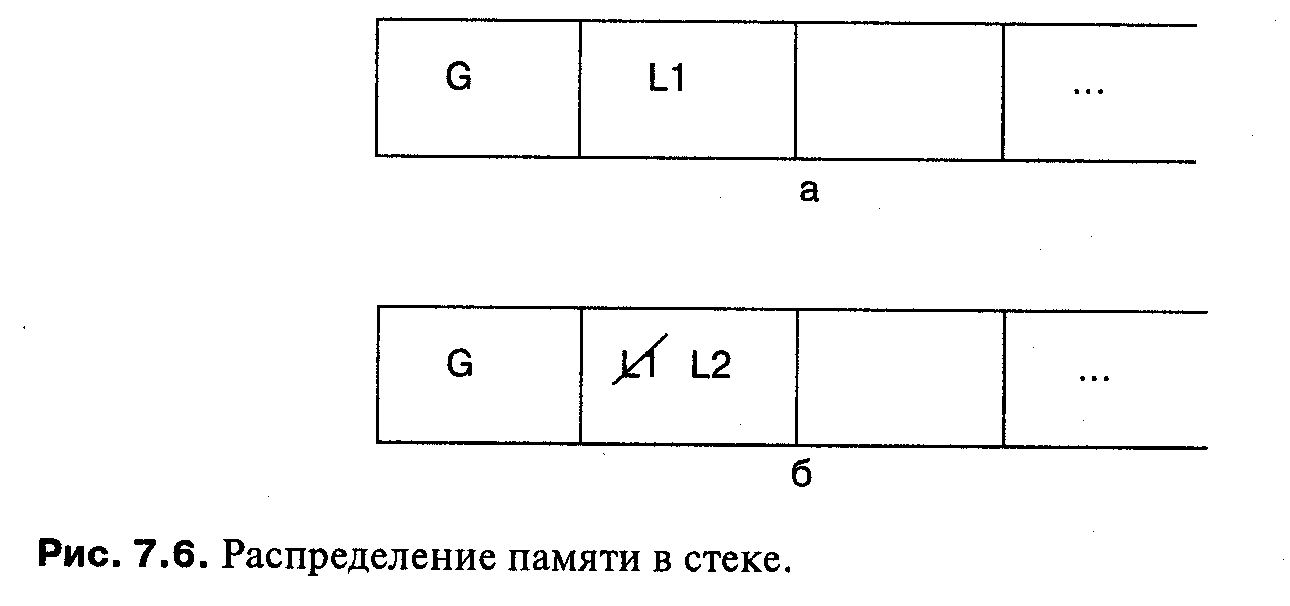 G L1 ...
а
G L1 L2 ...
б
Рис. 7.6. Распределение памяти в стеке.